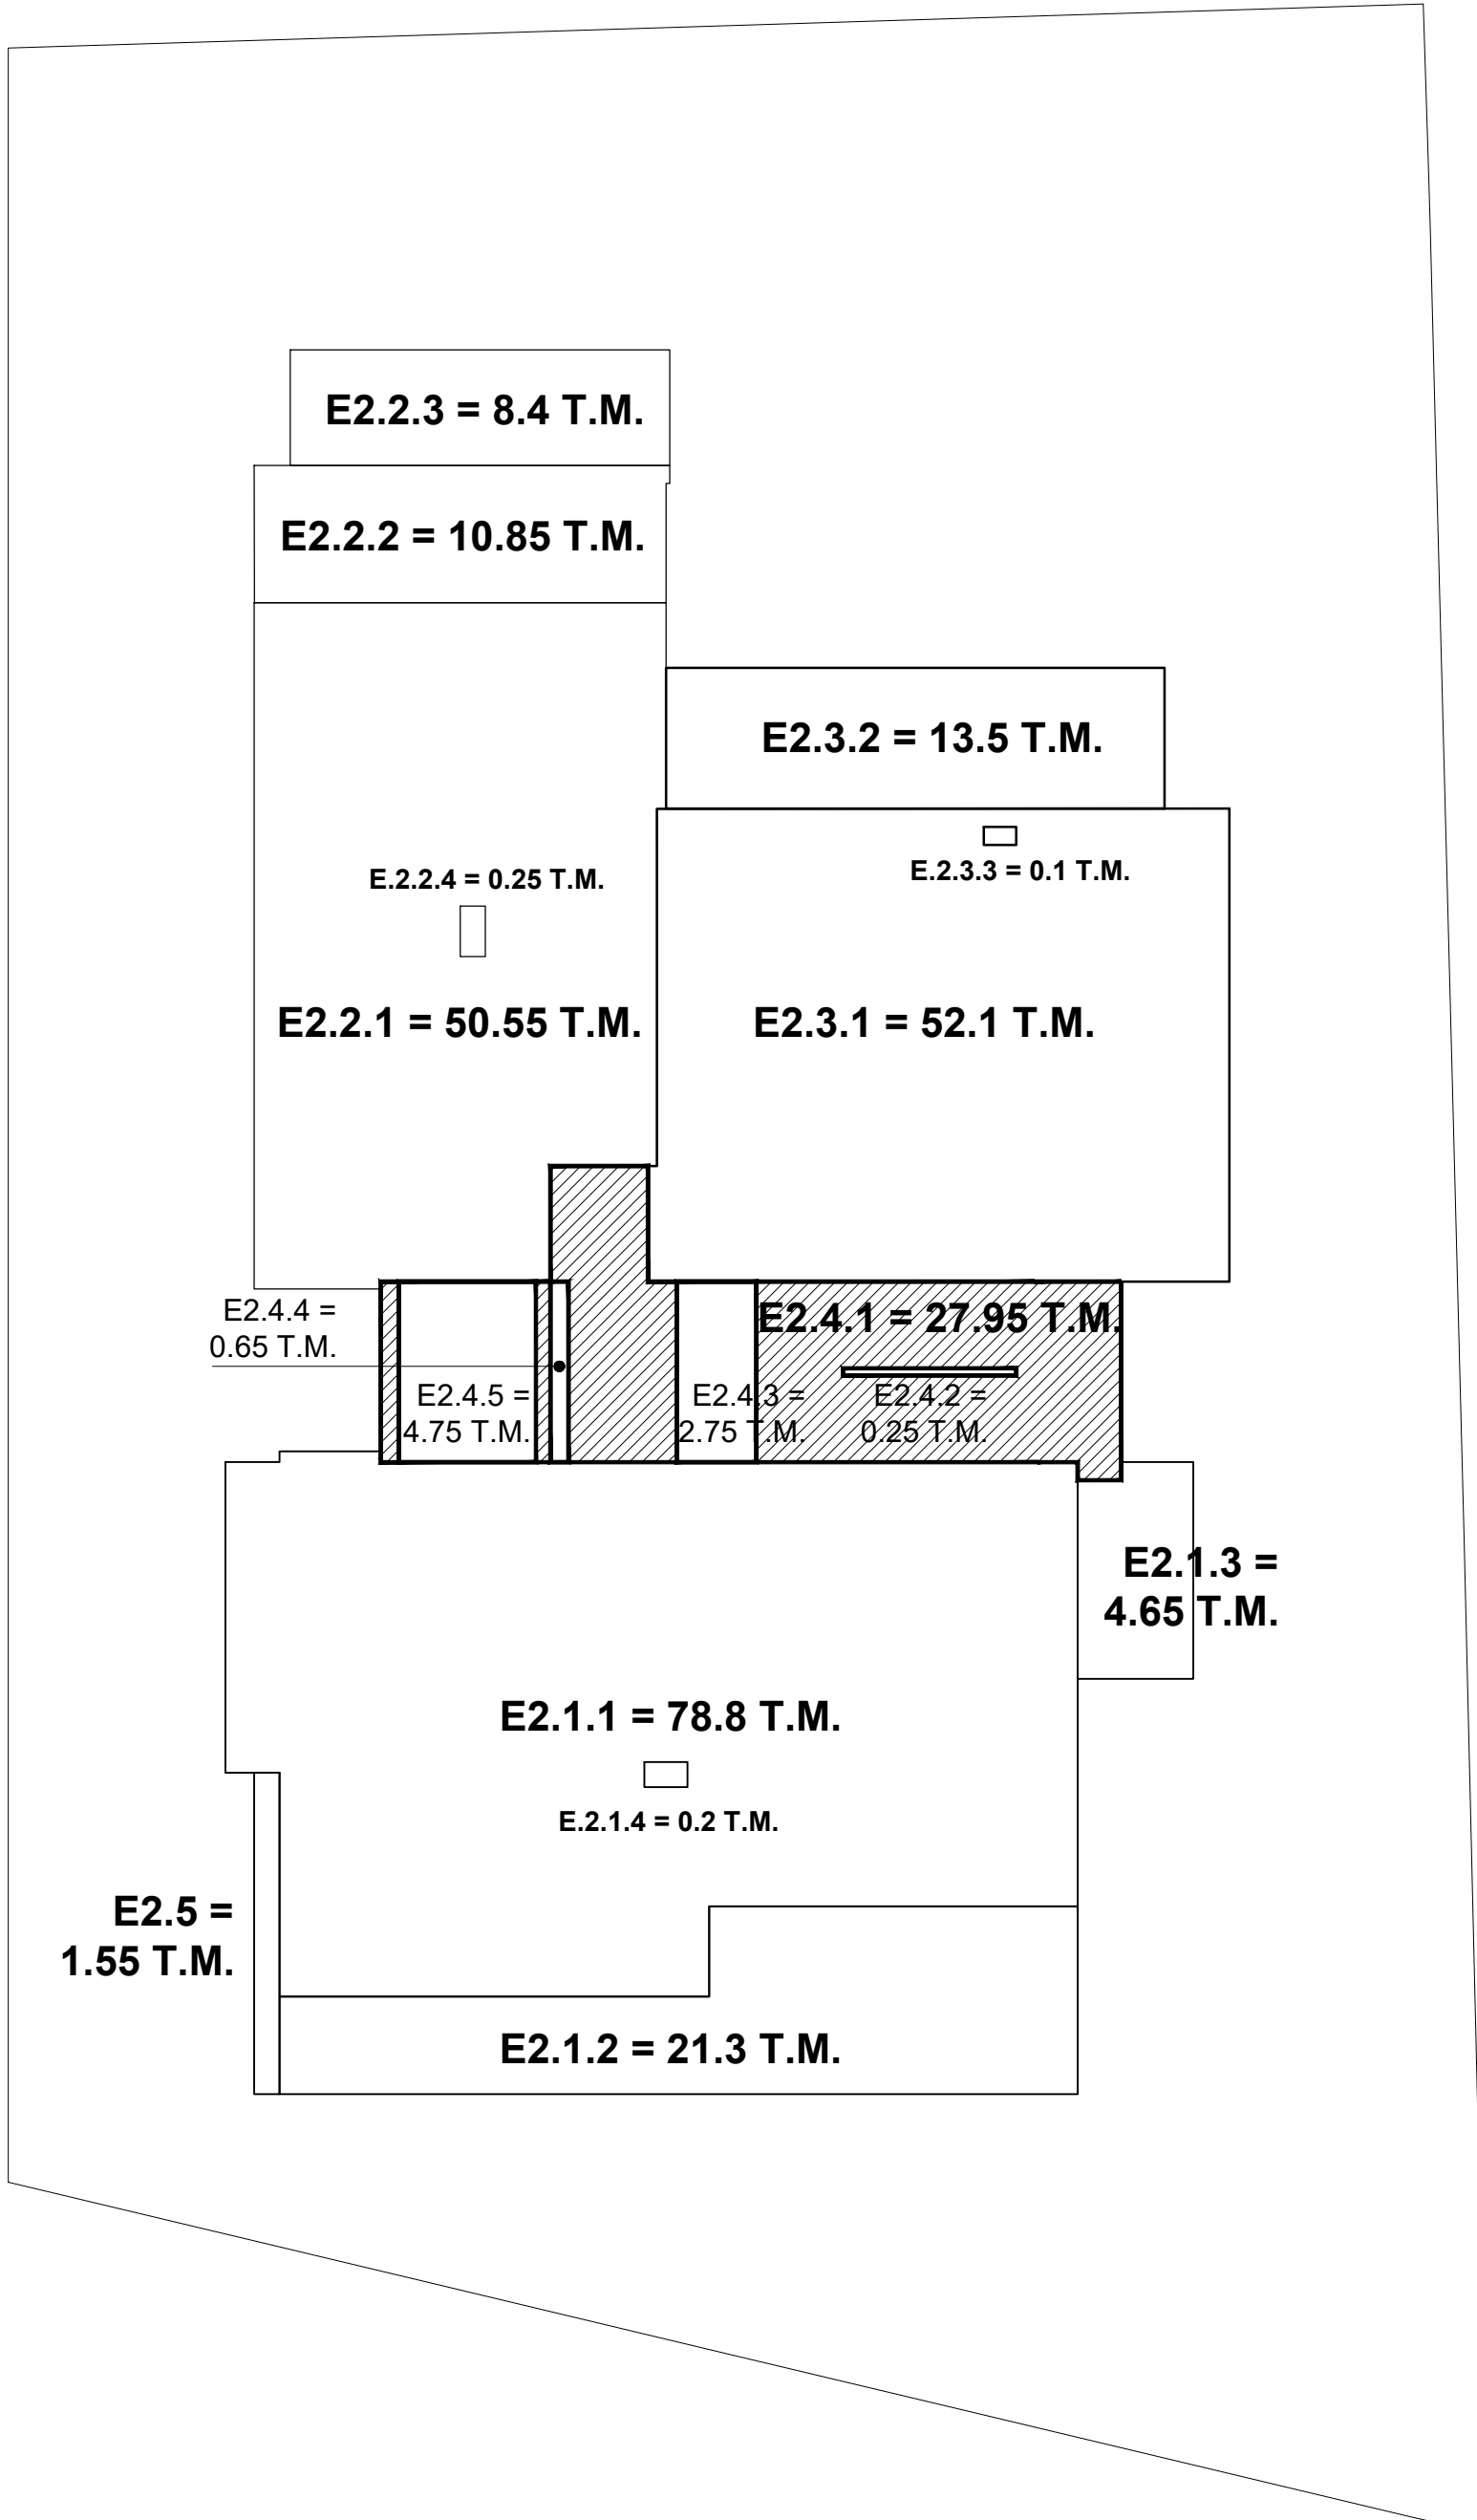 E2.2.3 = 8.4 T.M.
E2.2.2 = 10.85 T.M.
E2.3.2 = 13.5 T.M.
E.2.2.4 = 0.25 T.M.
E.2.3.3 = 0.1 T.M.
E2.2.1 = 50.55 T.M.
E2.3.1 = 52.1 T.M.
E2.4.4 =
0.65 T.M.
E2.4.1 = 27.95 T.M.
E2.4.5 =
4.75 T.M.
E2.4.3 =
2.75 T.M.
E2.4.2 =
0.25 T.M.
E2.1.3 =
4.65 T.M.
E2.1.1 = 78.8 T.M.
E.2.1.4 = 0.2 T.M.
E2.5 =
1.55 T.M.
E2.1.2 = 21.3 T.M.